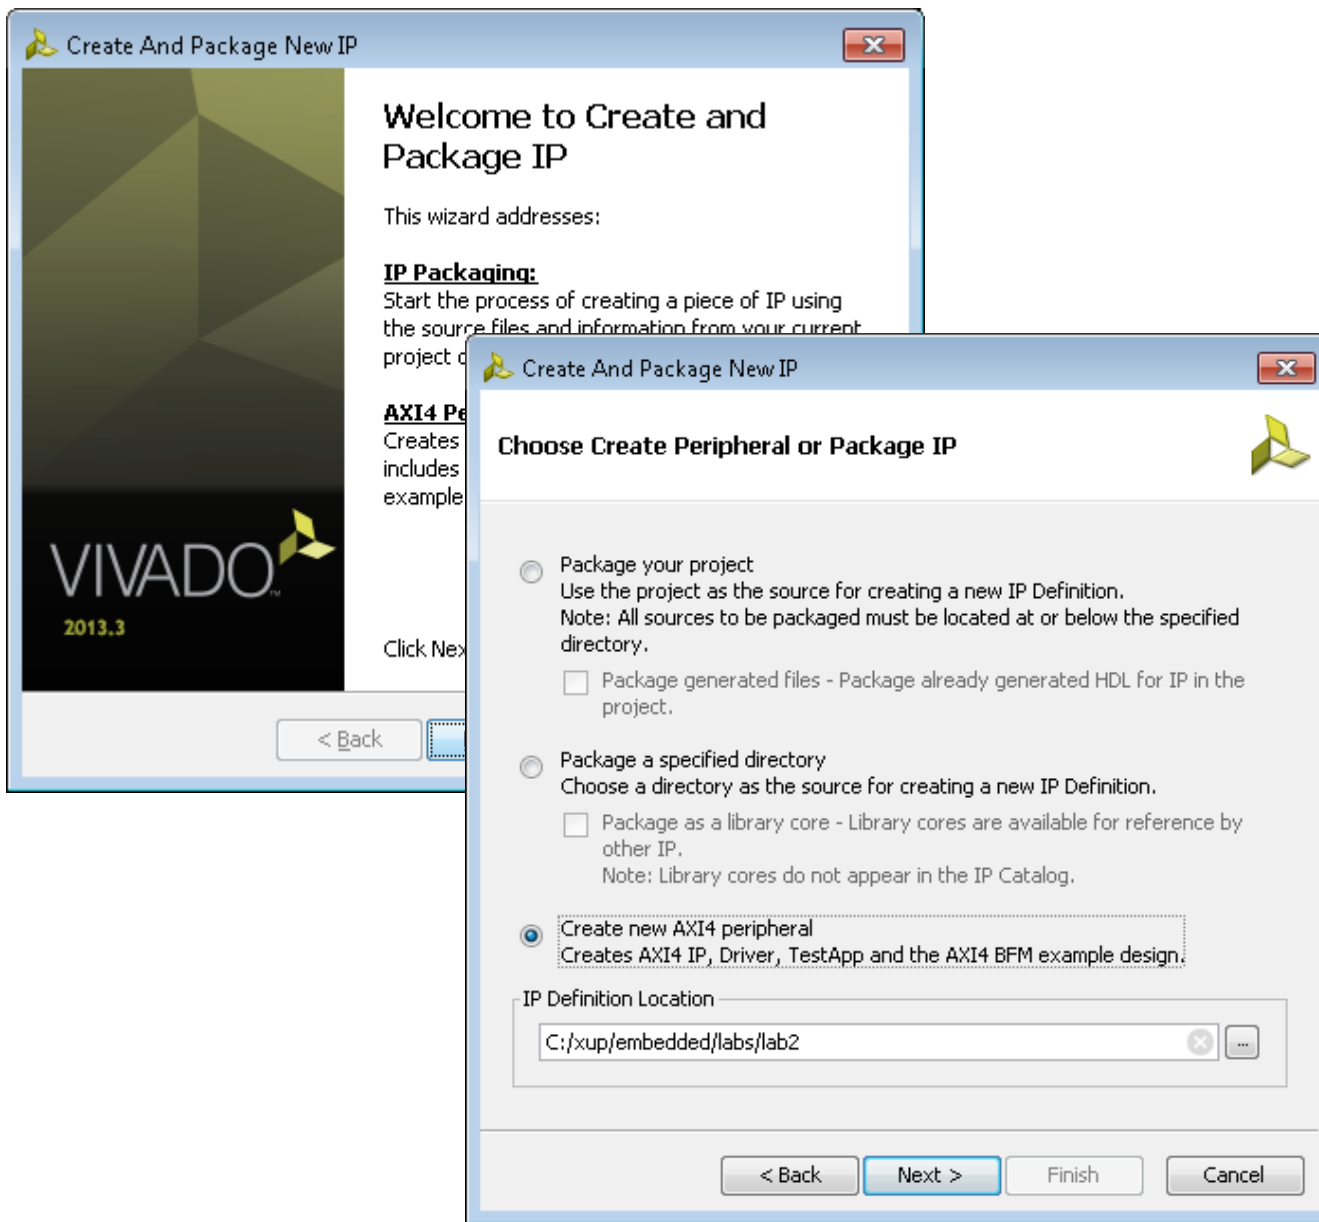 Create And Package New IP
Welcome to Create and
Package IP
This wizard addresses:
IP Packaging:
Start the process of creating a piece of IP using
the source files and information from your current
project
AXI4
Creates
includes
example
Click
VIVADO™
2013.3
< Back
Create And Package New IP
Choose Create Peripheral or Package IP
Package your project
Use the project as the source for creating a new IP Definition.
Note: All sources to be packaged must be located at or below the specified
directory.
Package generated files - Package already generated HDL for IP in the
project.
Package a specified directory
Choose a directory as the source for creating a new IP Definition.
Package as a library core - Library cores are available for reference by
other IP.
Note: Library cores do not appear in the IP Catalog.
Create new AXI4 peripheral
Creates AXI4 IP, Driver, TestApp and the AXI4 BFM example design.
IP Definition Location
C:/xup/embedded/labs/lab2
...
< Back
Next >
Finish
Cancel